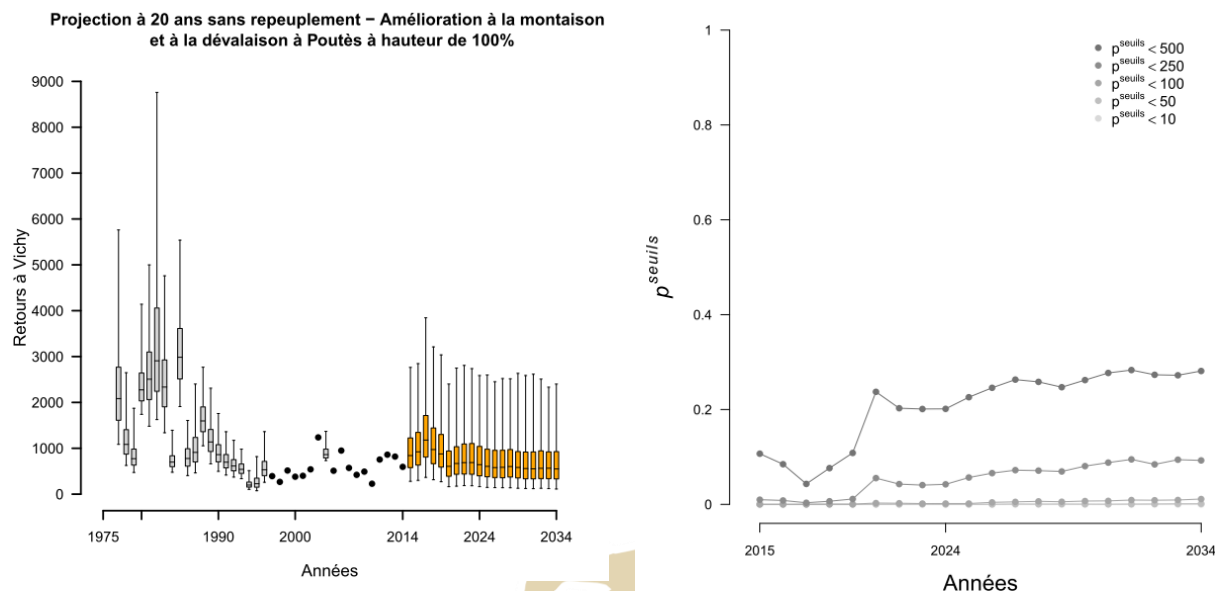 Projection à 20 ans sans repeuplement − Amélioration à la montaison
et à la dévalaison à Poutès à hauteur de 100%
Retours à Vichy
9000
8000
7000
6000
5000
4000
3000
2000
1000
0
1975
1990
2000
2014
2024
2034
Années
p^seuils
1
0.8
0.6
0.4
0.2
0
p^seuils < 500
p^seuils < 250
p^seuils < 100
p^seuils < 50
p^seuils < 10
2015
2024
2034
Années